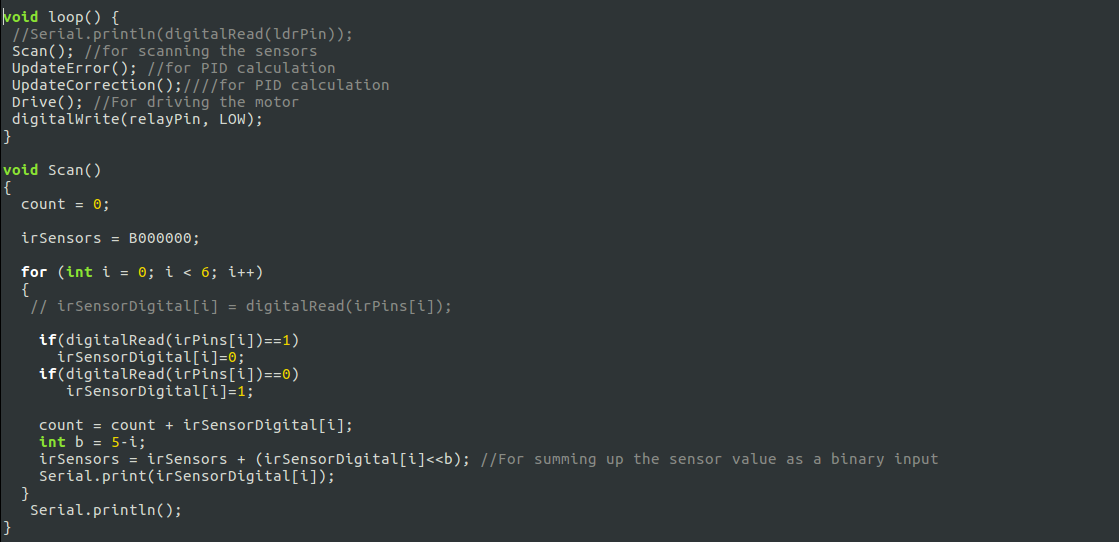 void loop() {
 //Serial.println(digitalRead(ldrPin));
 Scan(); //for scanning the sensors
 UpdateError(); //for PID calculation
 UpdateCorrection();////for PID calculation
 Drive(); //For driving the motor
 digitalWrite(relayPin, LOW);
}

void Scan()
{
  count = 0;

  irSensors = B000000;

  for (int i = 0; i < 6; i++)
  {
   // irSensorDigital[i] = digitalRead(irPins[i]);

    if(digitalRead(irPins[i])==1)
      irSensorDigital[i]=0;
    if(digitalRead(irPins[i])==0)
       irSensorDigital[i]=1;

    count = count + irSensorDigital[i];
    int b = 5-i;
    irSensors = irSensors + (irSensorDigital[i]<<b); //For summing up the sensor value as a binary input
    Serial.print(irSensorDigital[i]);
  }
   Serial.println();
}